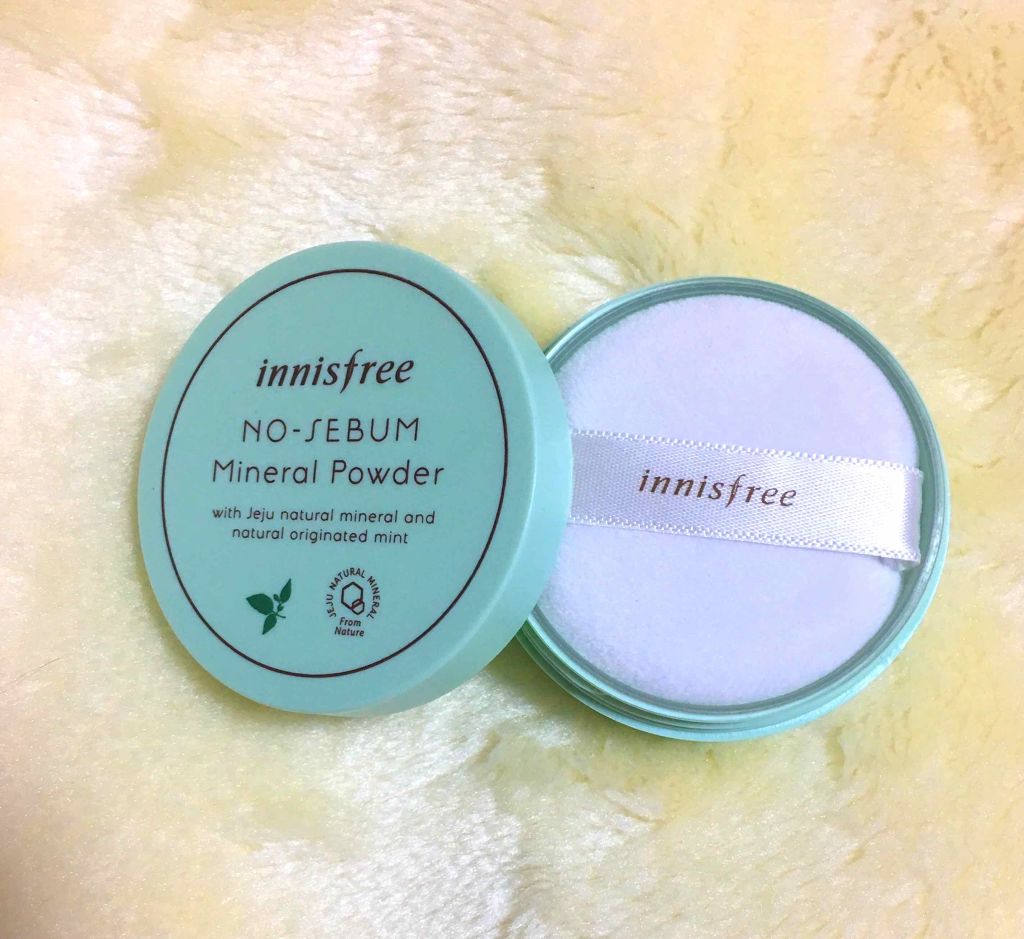 innisfree
NO-SEBUM
Mineral Powder
with Jeju natural mineral and
natural originated mint
JEJU NATURAL MINERAL
From
Nature
innisfree